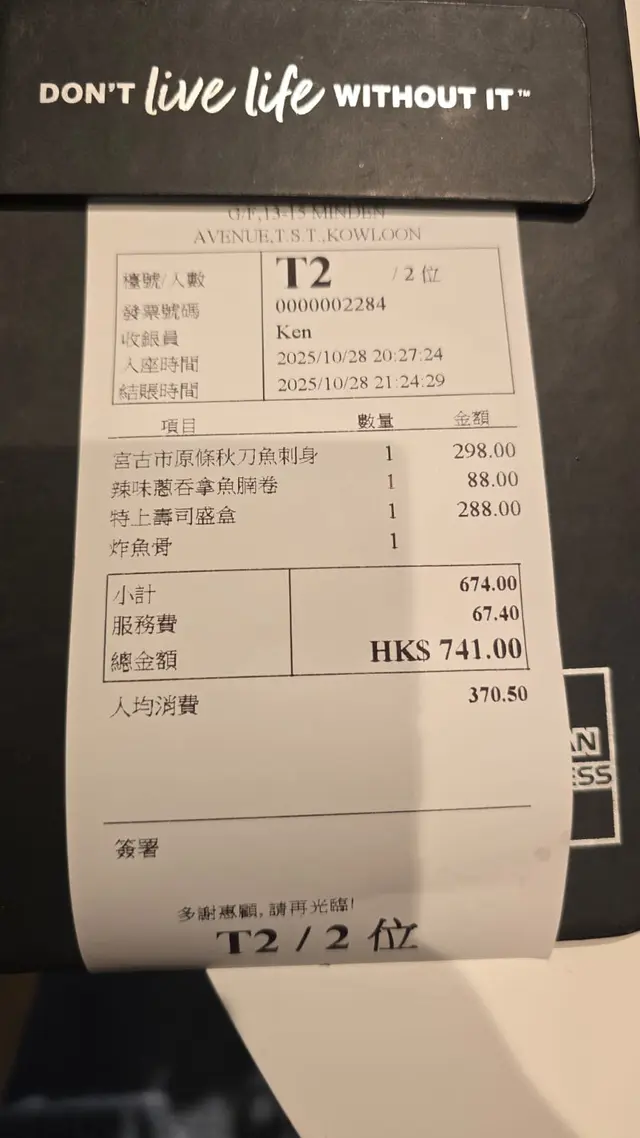 DON'T live life WITHOUT IT™
G/F,13-15 MINDEN
AVENUE,T.S.T.,KOWLOON
檯號/人數 T2 / 2 位
發票號碼 0000002284
收銀員 Ken
入座時間 2025/10/28 20:27:24
結賬時間 2025/10/28 21:24:29
項目 數量 金額
宮古市原條秋刀魚刺身 1 298.00
辣味蔥吞拿魚腩卷 1 88.00
特上壽司盛盒 1 288.00
炸魚骨 1
小計 674.00
服務費 67.40
總金額 HK$ 741.00
人均消費 370.50
AN
ESS
簽署
多謝惠顧,請再光臨!
T2 / 2 位